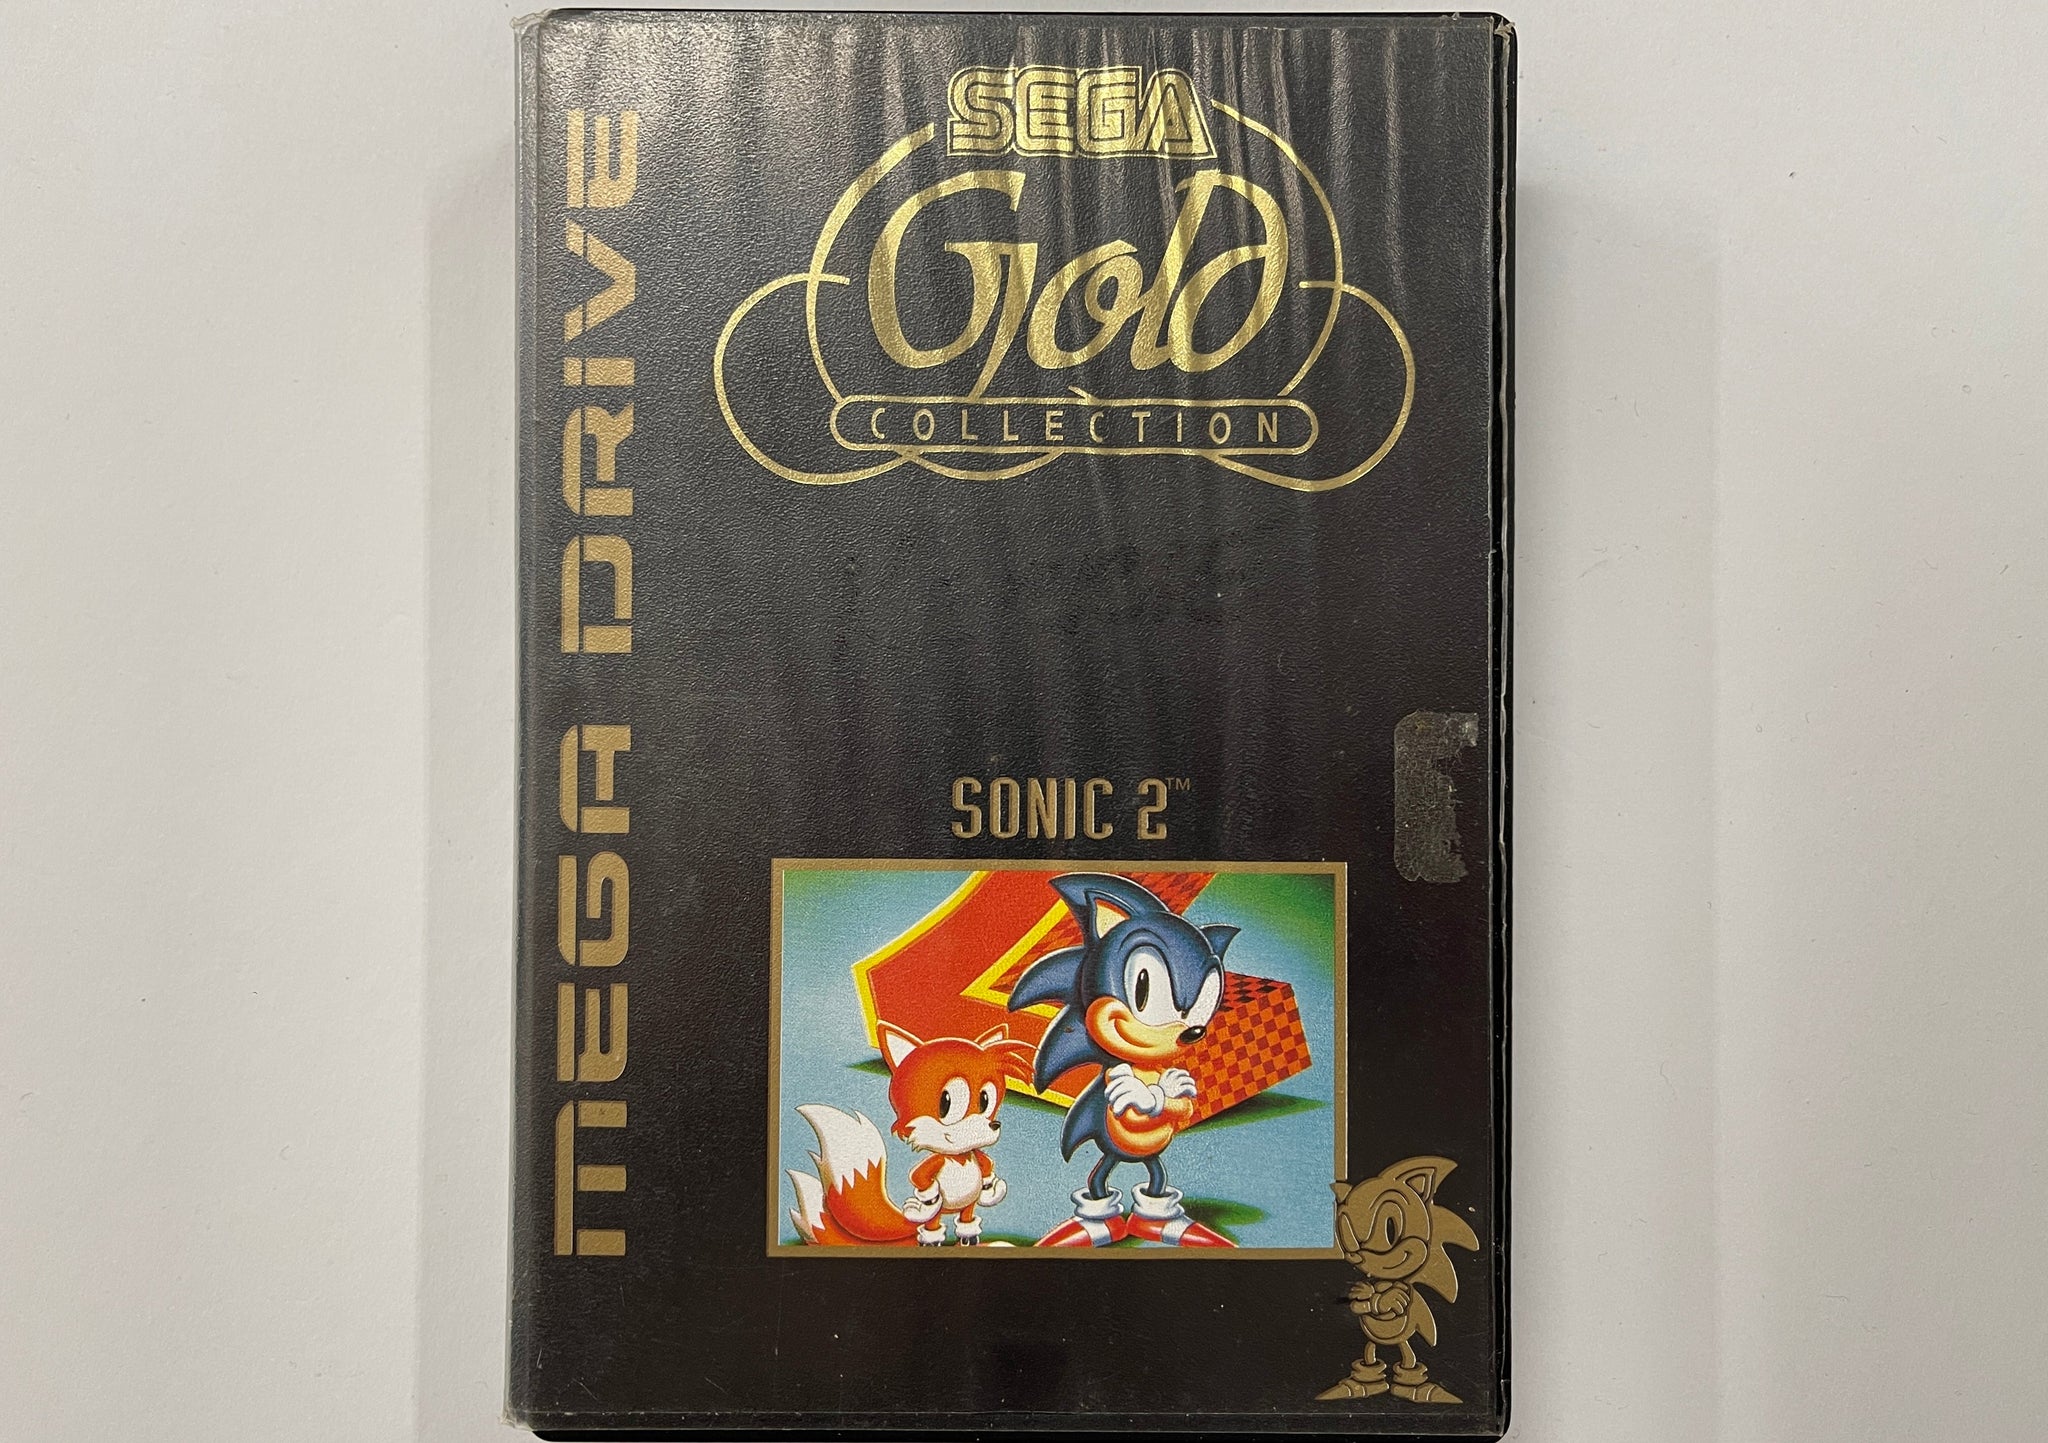 SEGA
Gold
COLLECTION
MEGA DRIVE
SONIC 2™